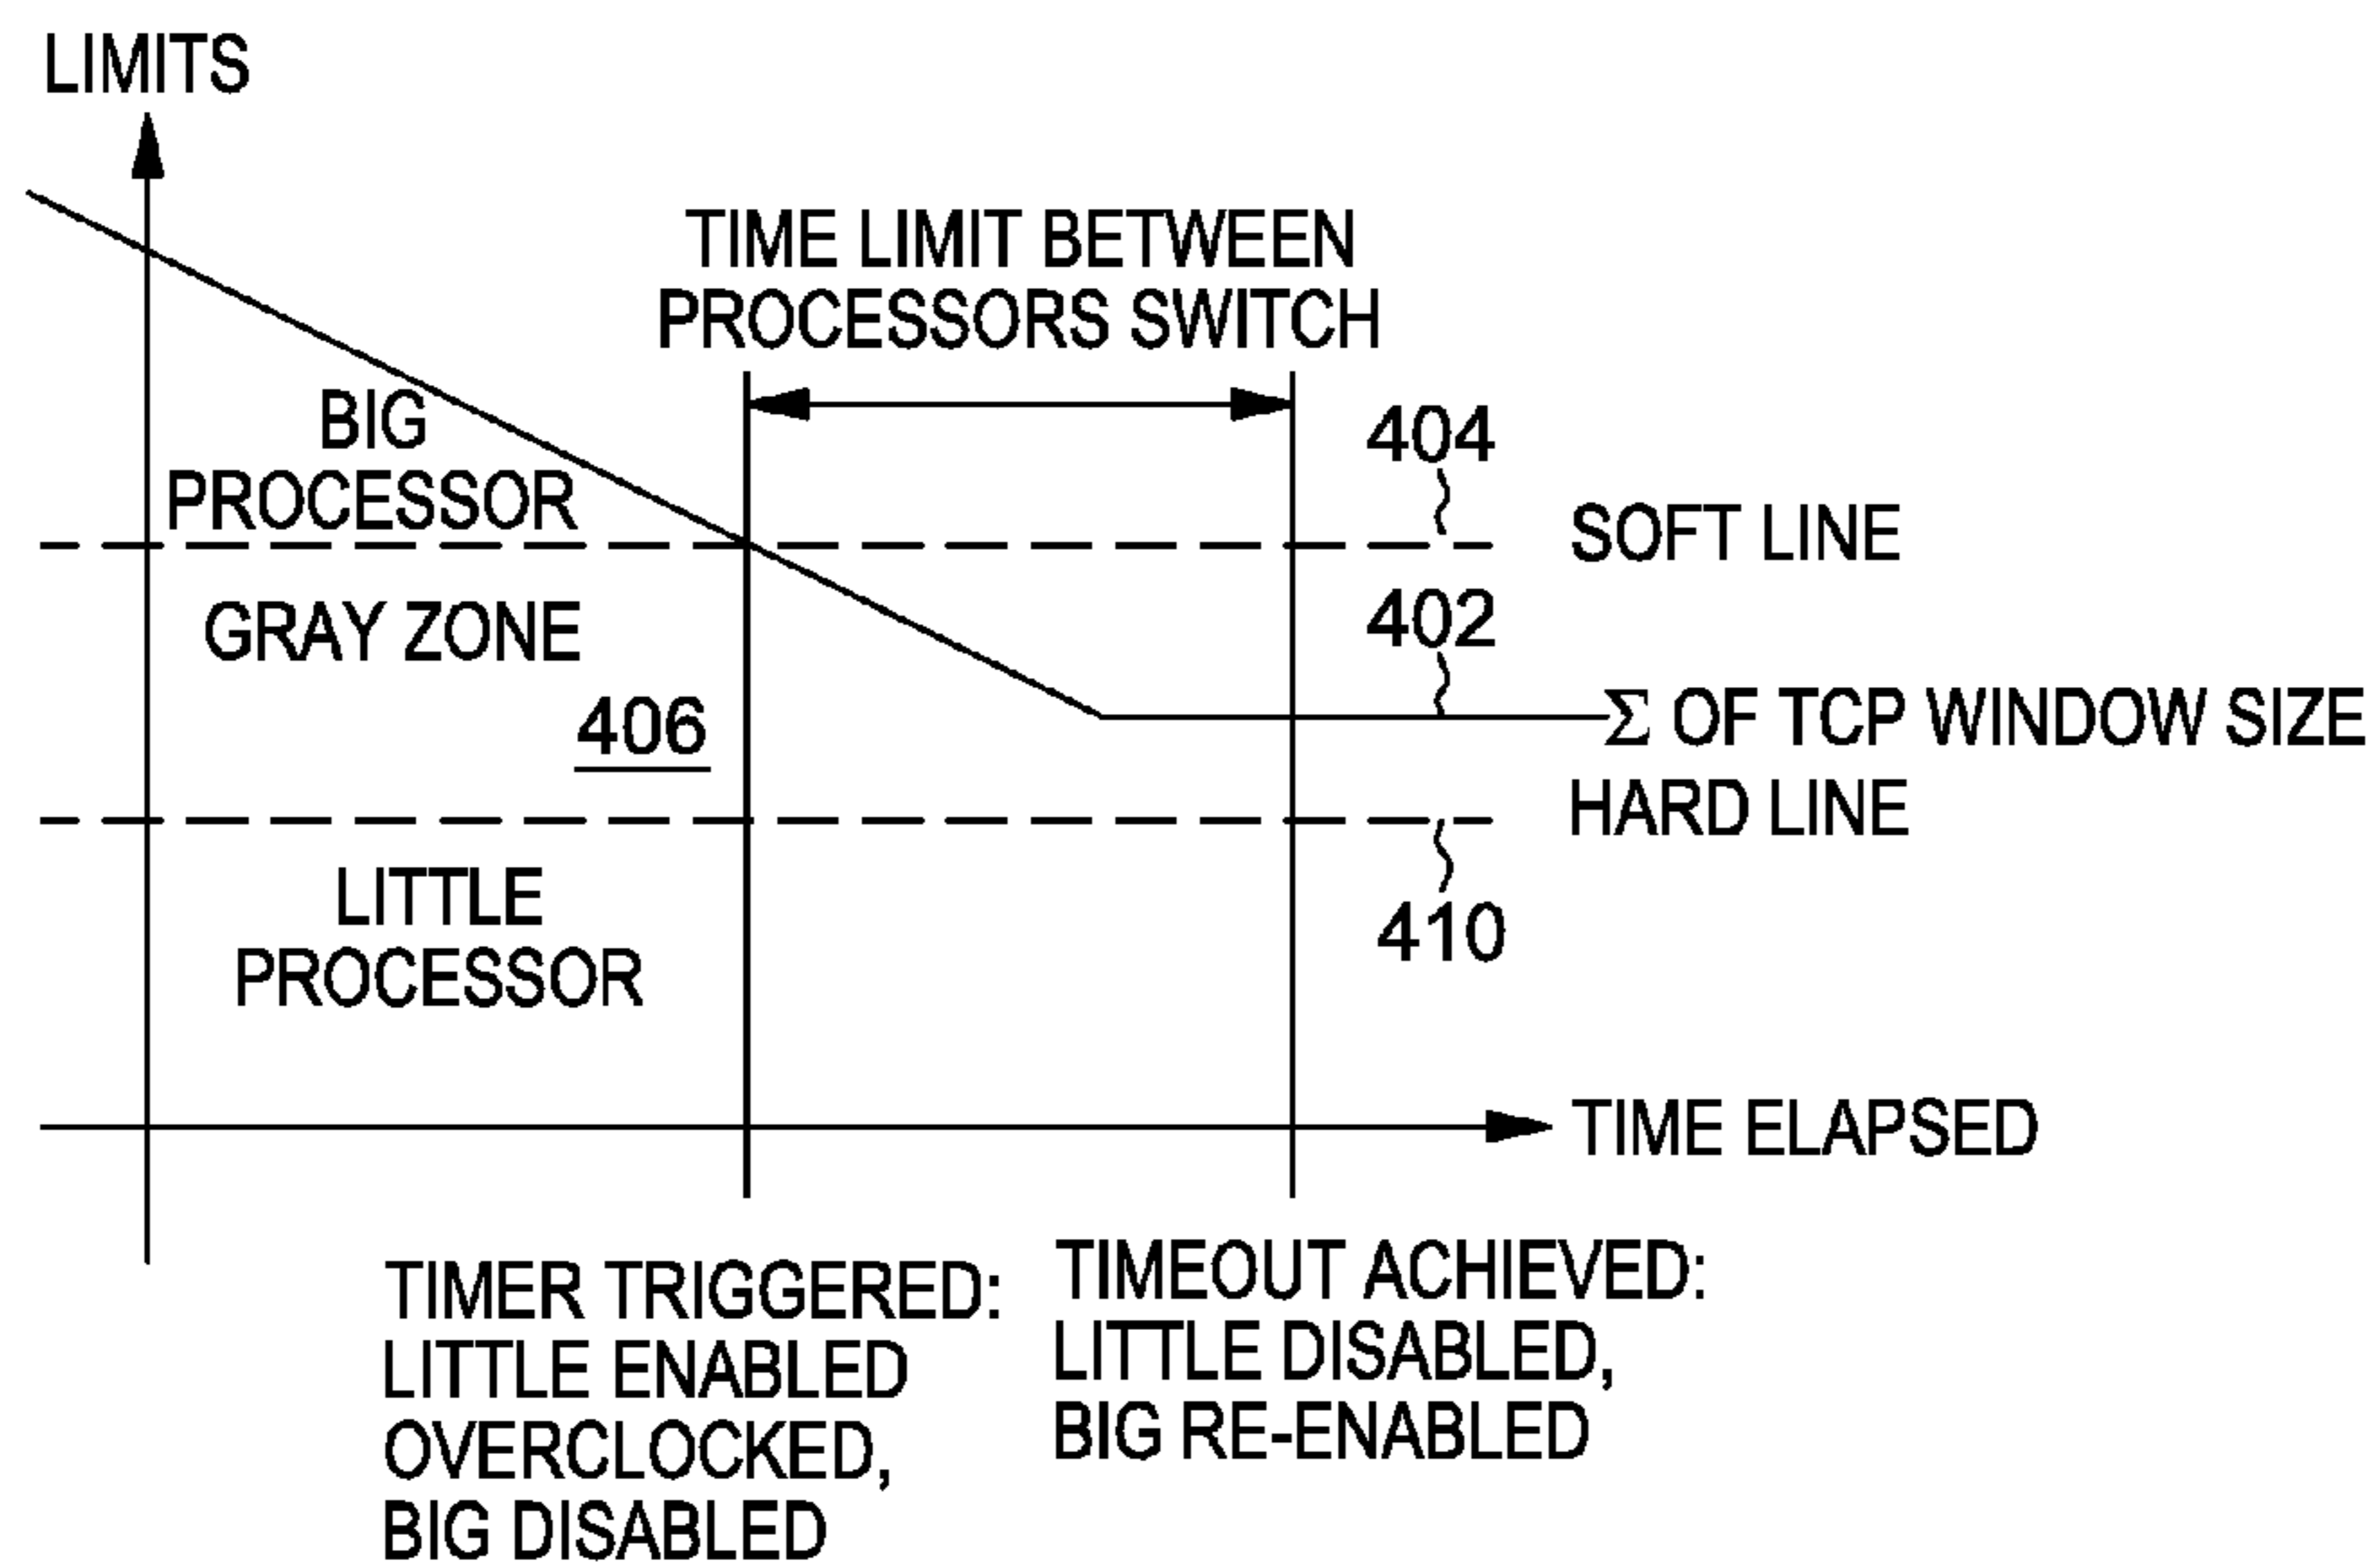 LIMITS
TIME LIMIT BETWEEN
PROCESSORS SWITCH
BIG
PROCESSOR
404
SOFT LINE
GRAY ZONE
402
406
Σ OF TCP WINDOW SIZE
HARD LINE
LITTLE
PROCESSOR
410
TIME ELAPSED
TIMER TRIGGERED:
LITTLE ENABLED
OVERCLOCKED,
BIG DISABLED
TIMEOUT ACHIEVED:
LITTLE DISABLED,
BIG RE-ENABLED